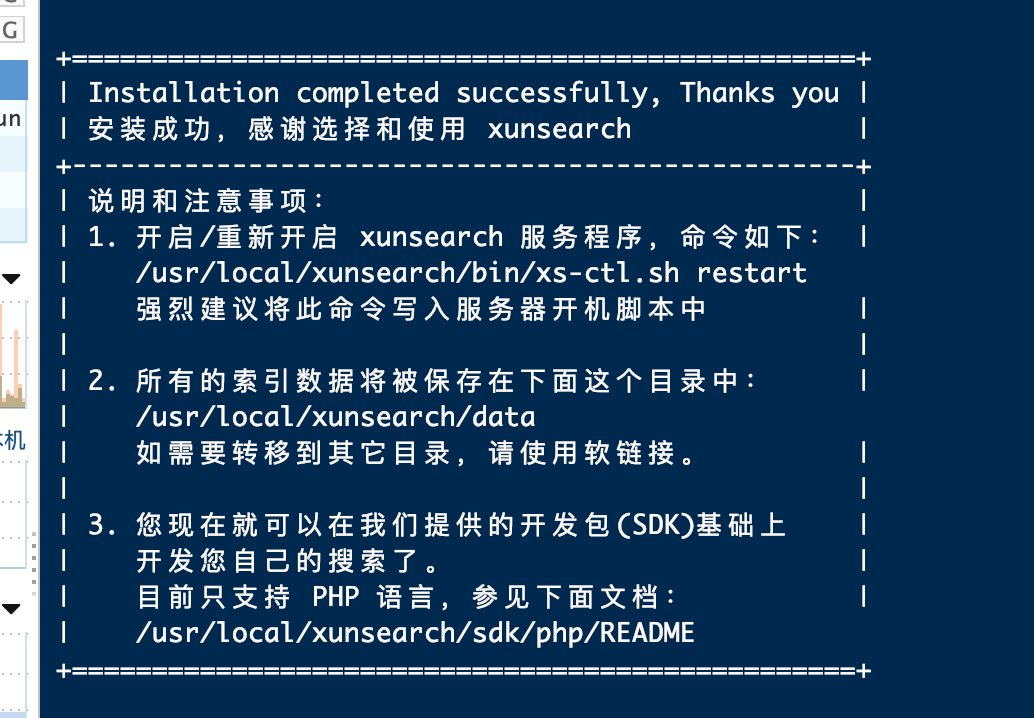 G
un
本机
+=================================================+
| Installation completed successfully, Thanks you |
| 安装成功，感谢选择和使用 xunsearch |
+-------------------------------------------------+
| 说明和注意事项： |
| 1. 开启/重新开启 xunsearch 服务程序，命令如下： |
| /usr/local/xunsearch/bin/xs-ctl.sh restart
| 强烈建议将此命令写入服务器开机脚本中 |
| |
| 2. 所有的索引数据将被保存在下面这个目录中： |
| /usr/local/xunsearch/data
| 如需要转移到其它目录，请使用软链接。 |
| |
| 3. 您现在就可以在我们提供的开发包(SDK)基础上 |
| 开发您自己的搜索了。 |
| 目前只支持 PHP 语言，参见下面文档： |
| /usr/local/xunsearch/sdk/php/README
+=================================================+